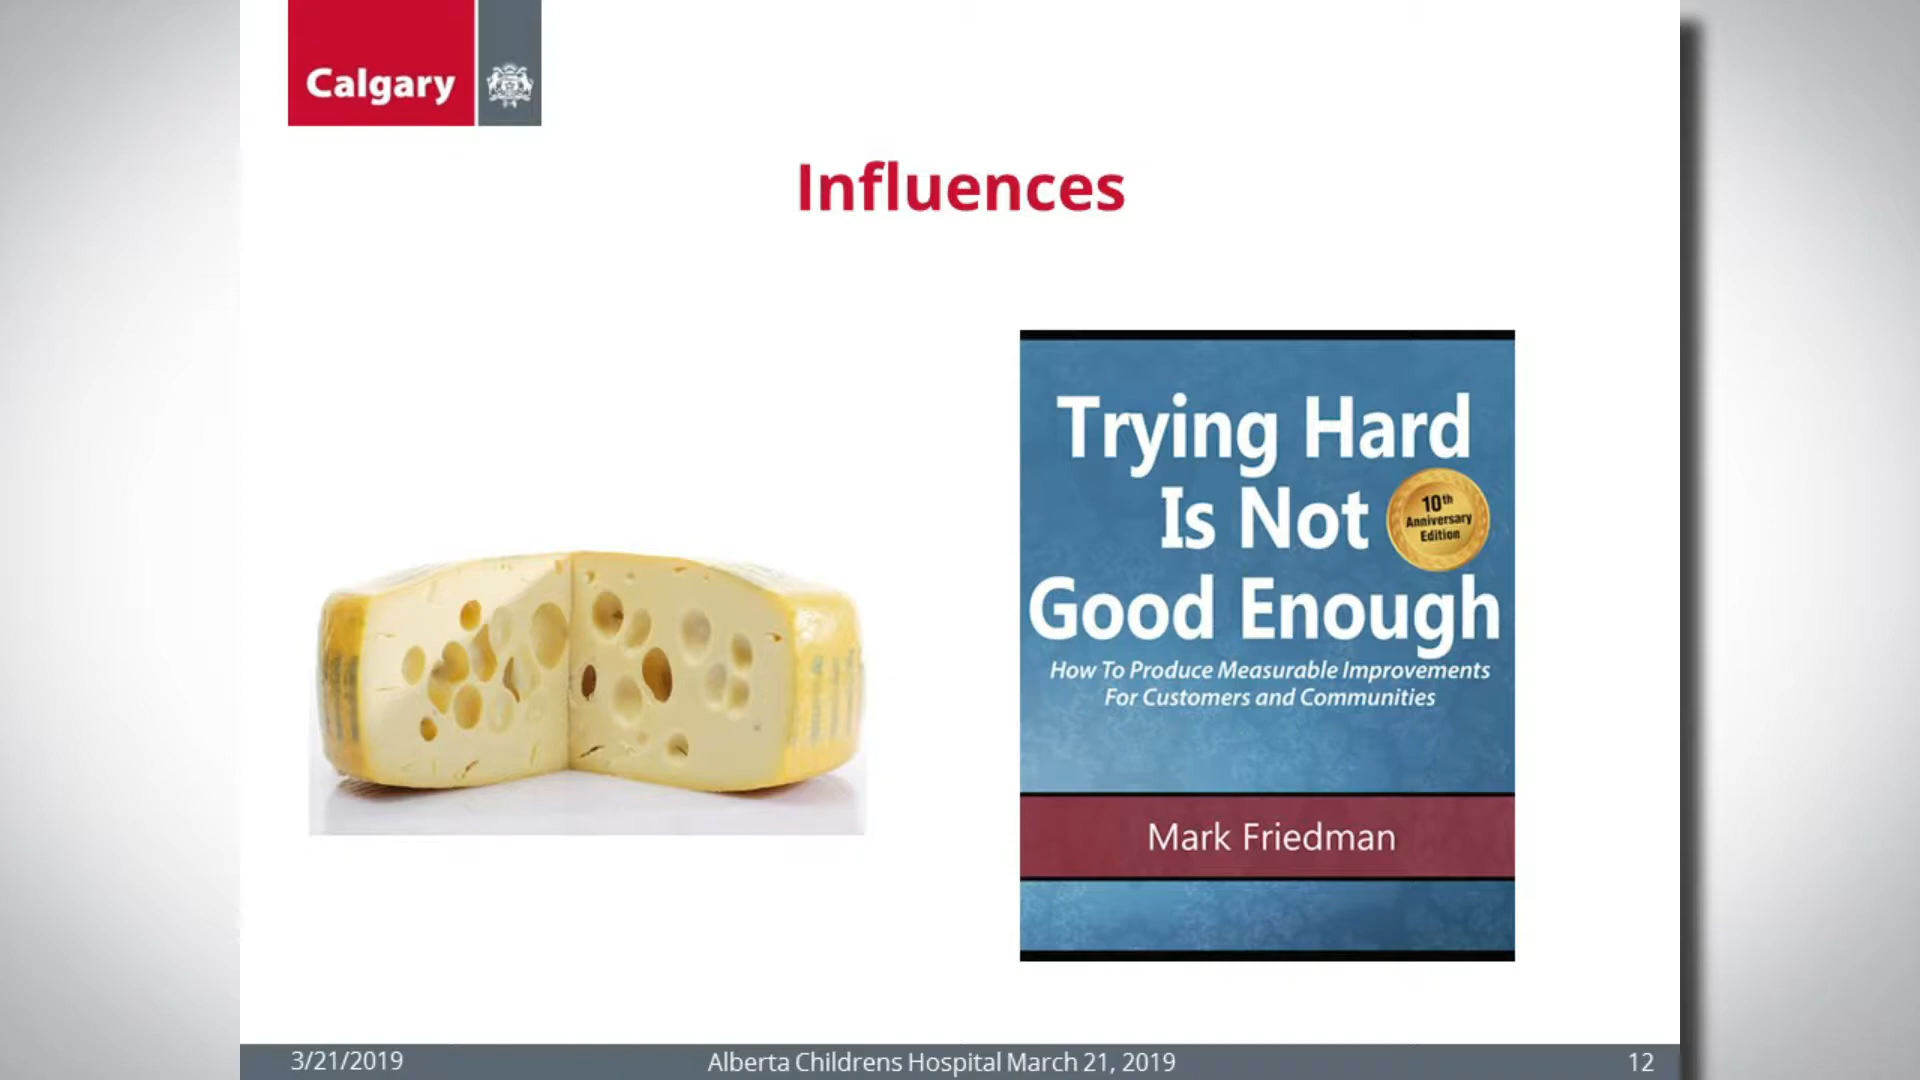 Calgary
Influences
Trying Hard
Is Not
10th
Anniversary
Edition
Good Enough
How To Produce Measurable Improvements
For Customers and Communities
Mark Friedman
3/21/2019
Alberta Childrens Hospital March 21, 2019
12